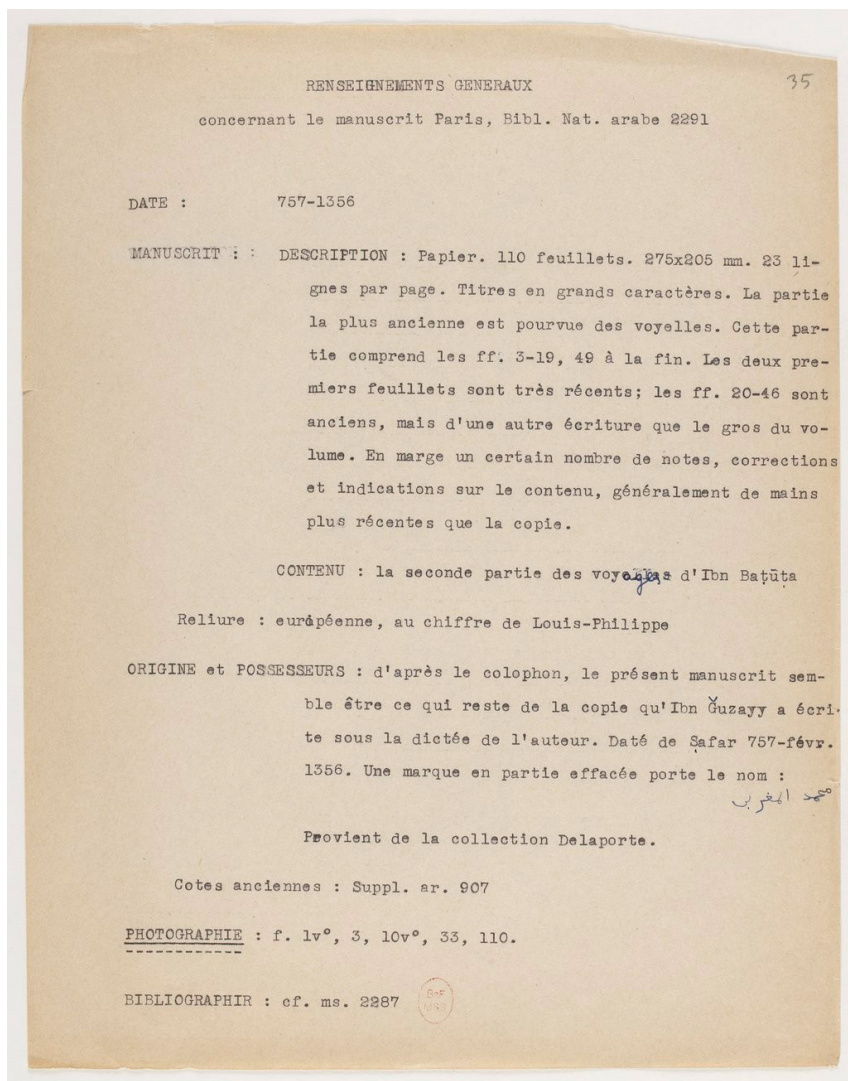 35
RENSEIGNEMENTS GENERAUX
concernant le manuscrit Paris, Bibl. Nat. arabe 2291
DATE : 757-1356
MANUSCRIT : : DESCRIPTION : Papier. 110 feuillets. 275x205 mm. 23 li-
gnes par page. Titres en grands caractères. La partie
la plus ancienne est pourvue des voyelles. Cette par-
tie comprend les ff. 3-19, 49 à la fin. Les deux pre-
miers feuillets sont très récents; les ff. 20-46 sont
anciens, mais d'une autre écriture que le gros du vo-
lume. En marge un certain nombre de notes, corrections
et indications sur le contenu, généralement de mains
plus récentes que la copie.
CONTENU : la seconde partie des voyages d'Ibn Baṭūṭa
Reliure : européenne, au chiffre de Louis-Philippe
ORIGINE et POSSESSEURS : d'après le colophon, le présent manuscrit sem-
ble être ce qui reste de la copie qu'Ibn Ǧuzayy a écri-
te sous la dictée de l'auteur. Daté de Ṣafar 757-févr.
1356. Une marque en partie effacée porte le nom :
محمد المغربى
Provient de la collection Delaporte.
Cotes anciennes : Suppl. ar. 907
PHOTOGRAPHIE : f. 1v°, 3, 10v°, 33, 110.
BIBLIOGRAPHIR : cf. ms. 2287
BnF
MSS